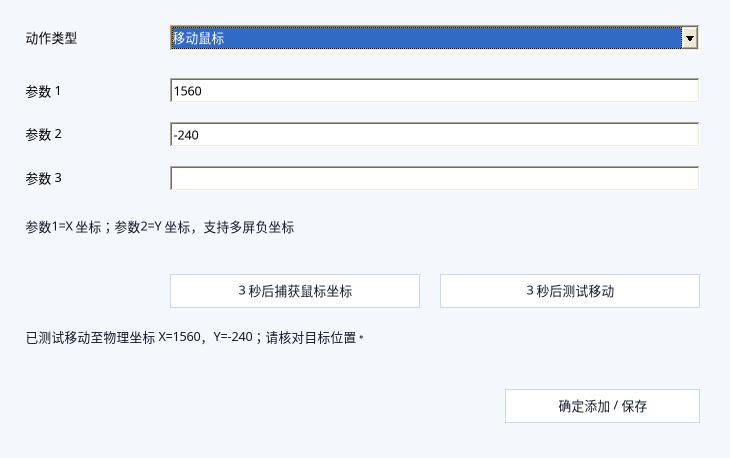 动作类型 移动鼠标
参数 1 1560
参数 2 -240
参数 3
参数1=X 坐标；参数2=Y 坐标，支持多屏负坐标
3 秒后捕获鼠标坐标 3 秒后测试移动
已测试移动至物理坐标 X=1560，Y=-240；请核对目标位置。
确定添加 / 保存